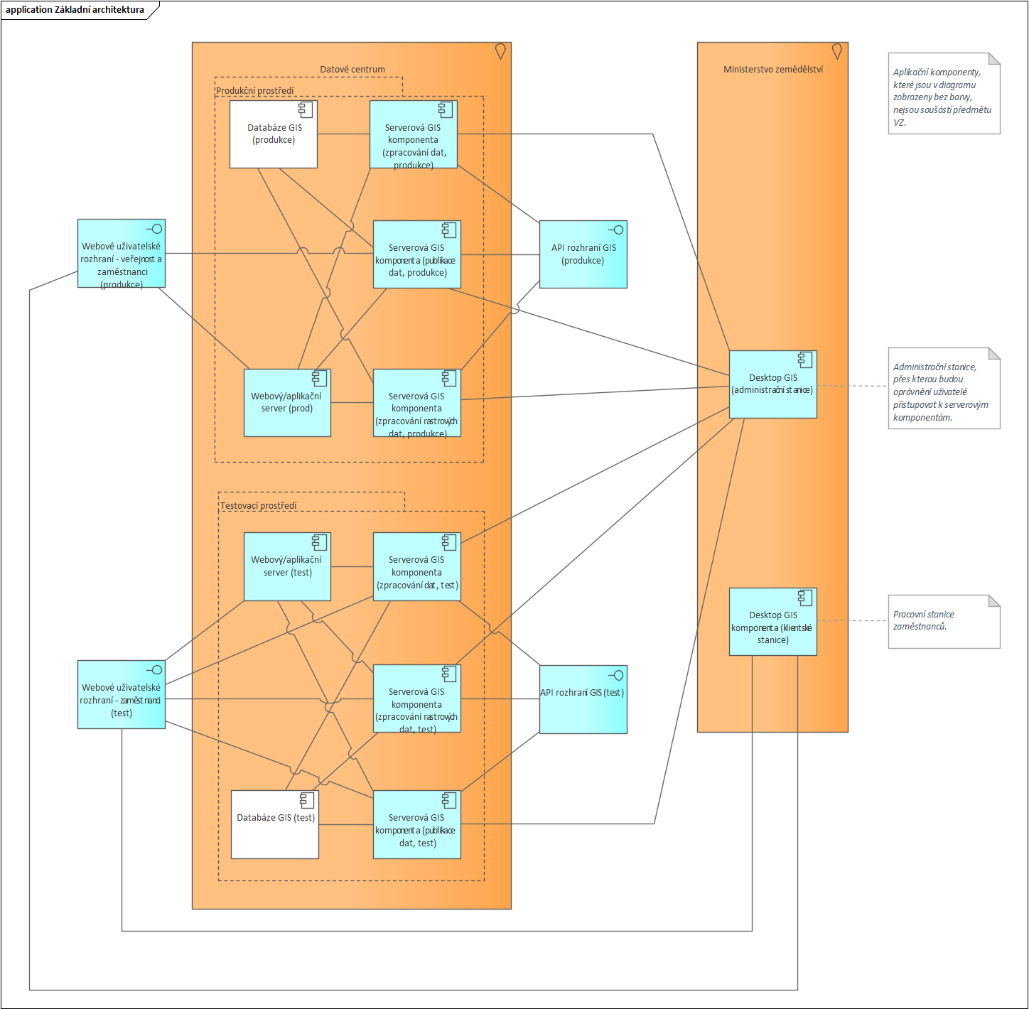 application Základní architektura
Datové centrum
Ministerstvo zemědělství
Aplikační komponenty,
které jsou v diagramu
zobrazeny bez barvy,
nejsou soušástí předmětu
VZ.
Produkční prostředí
Databáze GIS
(produkce)
Serverová GIS
komponenta
(zpracování dat,
produkce)
Webové uživatelské
rozhraní - veřejnost a
zaměstnanci
(produkce)
Serverová GIS
komponenta (publikace
dat, produkce)
API rozhraní GIS
(produkce)
Webový/aplikační
server (prod)
Serverová GIS
komponenta
(zpracování rastrových
dat, produkce)
Desktop GIS
(administrační stanice)
Administrační stanice,
přes kterou budou
oprávnění uživatelé
přistupovat k serverovým
komponentám.
Testovací prostředí
Webový/aplikační
server (test)
Serverová GIS
komponenta
(zpracování dat, test)
Desktop GIS
komponenta (klientské
stanice)
Pracovní stanice
zaměstnanců.
Webové uživatelské
rozhraní - zaměstnanci
(test)
Serverová GIS
komponenta
(zpracování rastrových
dat, test)
API rozhraní GIS (test)
Databáze GIS (test)
Serverová GIS
komponenta (publikace
dat, test)